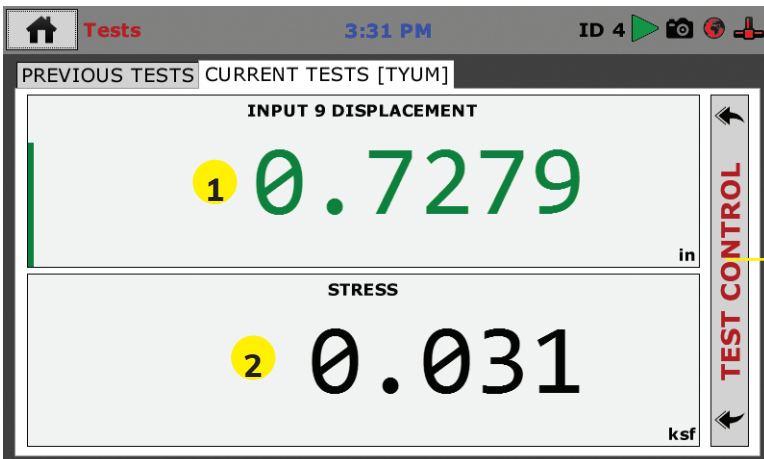 Tests 3:31 PM ID 4
PREVIOUS TESTS CURRENT TESTS [TYUM]
INPUT 9 DISPLACEMENT
1 0.7279
in
STRESS
2 0.031
ksf
TEST CONTROL